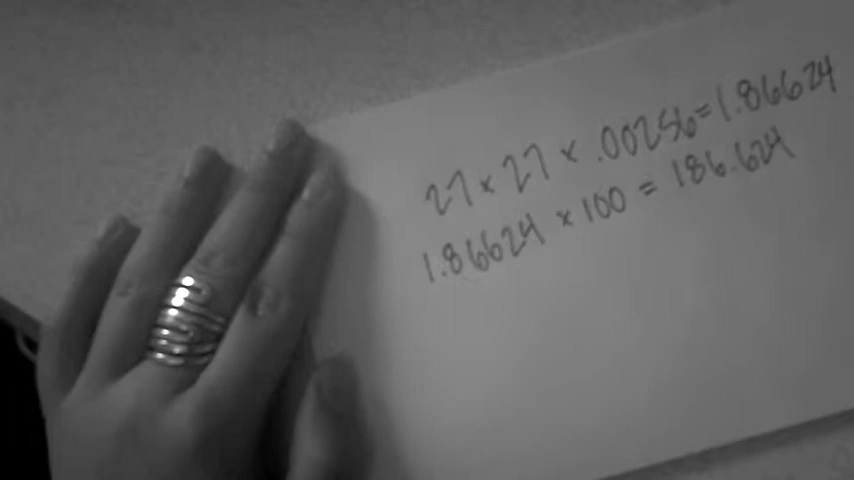 27 x 27 x .00256=1.86624
1.86624 x 100 = 186.624